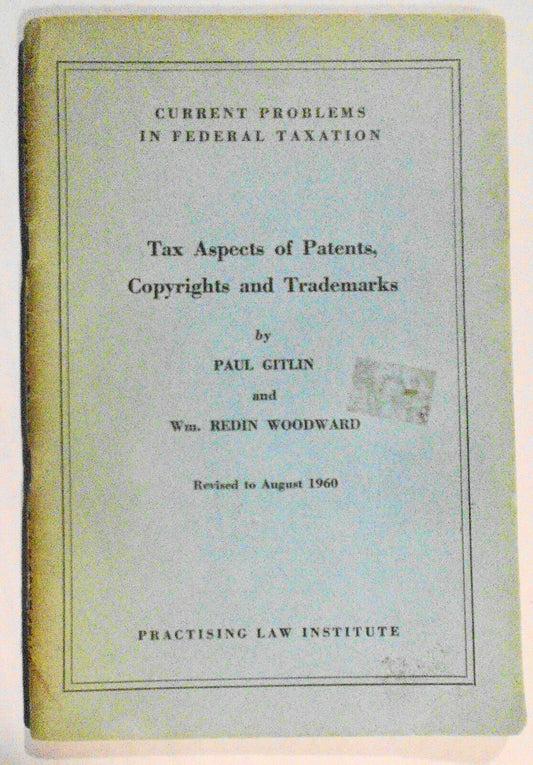 CURRENT PROBLEMS
IN FEDERAL TAXATION
Tax Aspects of Patents,
Copyrights and Trademarks
by
PAUL GITLIN
and
Wm. REDIN WOODWARD
Revised to August 1960
PRACTISING LAW INSTITUTE